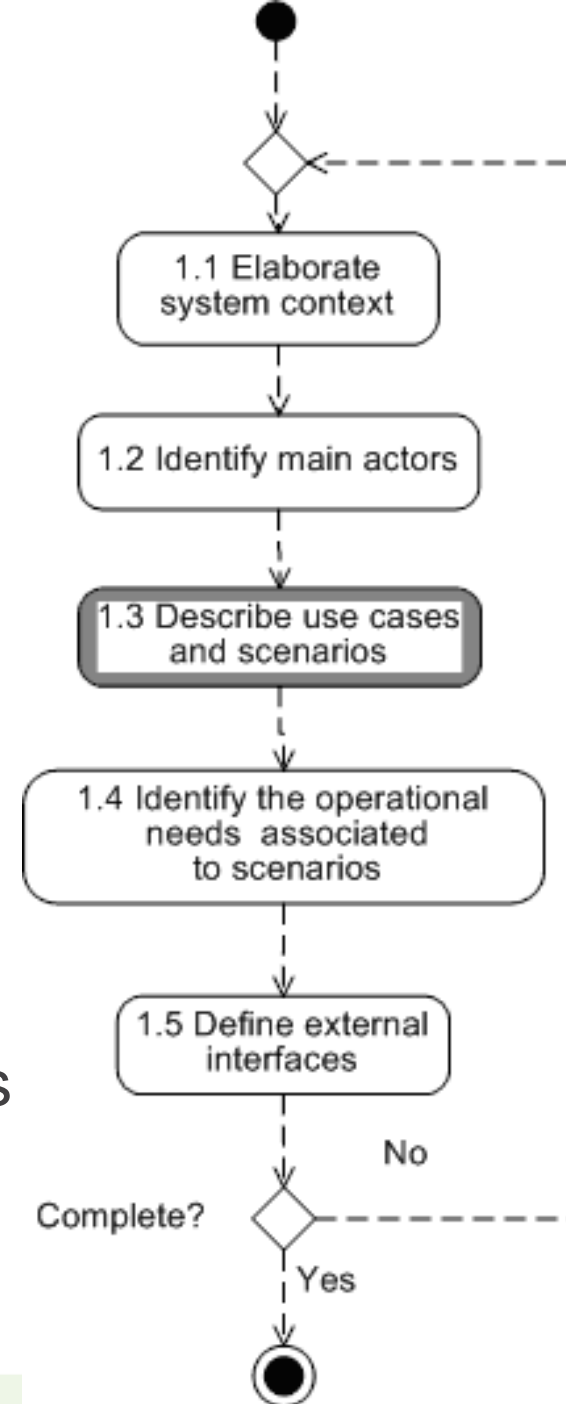 1.1 Elaborate
system context
1.2 Identify main actors
1.3 Describe use cases
and scenarios
1.4 Identify the operational
needs associated
to scenarios
1.5 Define external
interfaces
s
No
Complete?
Yes